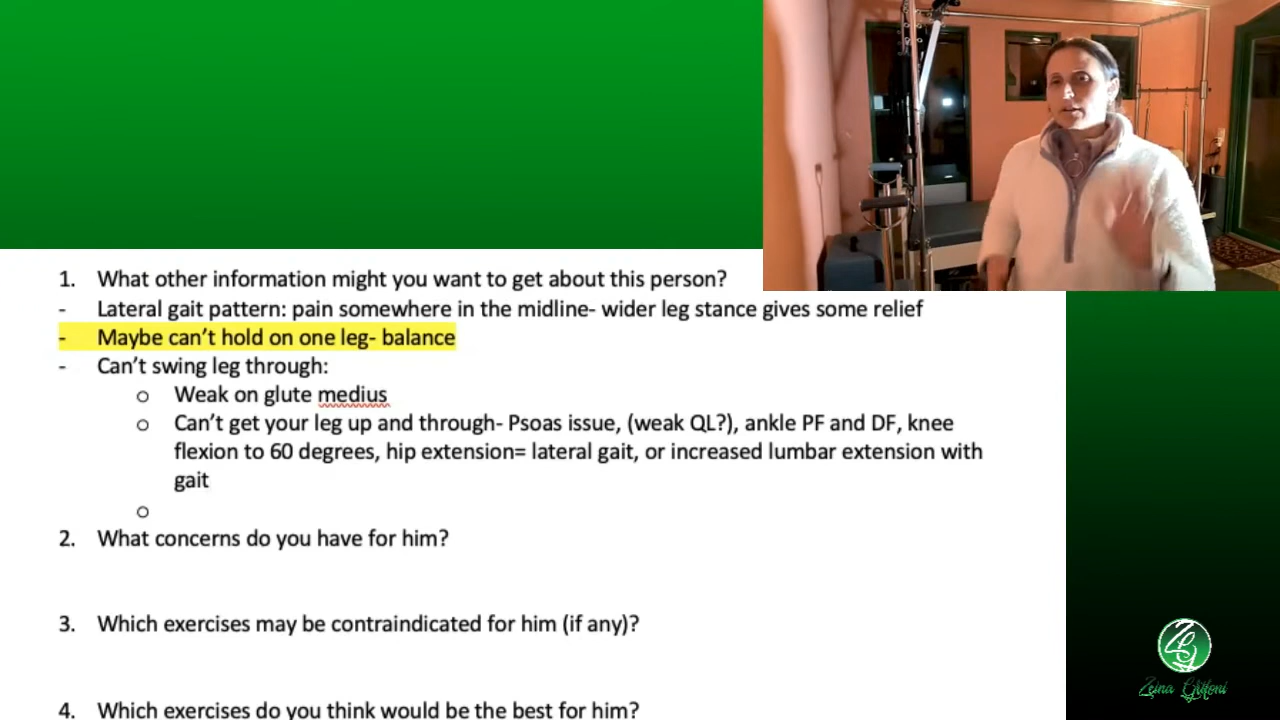 1. What other information might you want to get about this person?
- Lateral gait pattern: pain somewhere in the midline- wider leg stance gives some relief
- Maybe can’t hold on one leg- balance
- Can’t swing leg through:
o Weak on glute medius
o Can’t get your leg up and through- Psoas issue, (weak QL?), ankle PF and DF, knee
flexion to 60 degrees, hip extension= lateral gait, or increased lumbar extension with
gait
o
2. What concerns do you have for him?
3. Which exercises may be contraindicated for him (if any)?
4. Which exercises do you think would be the best for him?
Zeina Grifoni